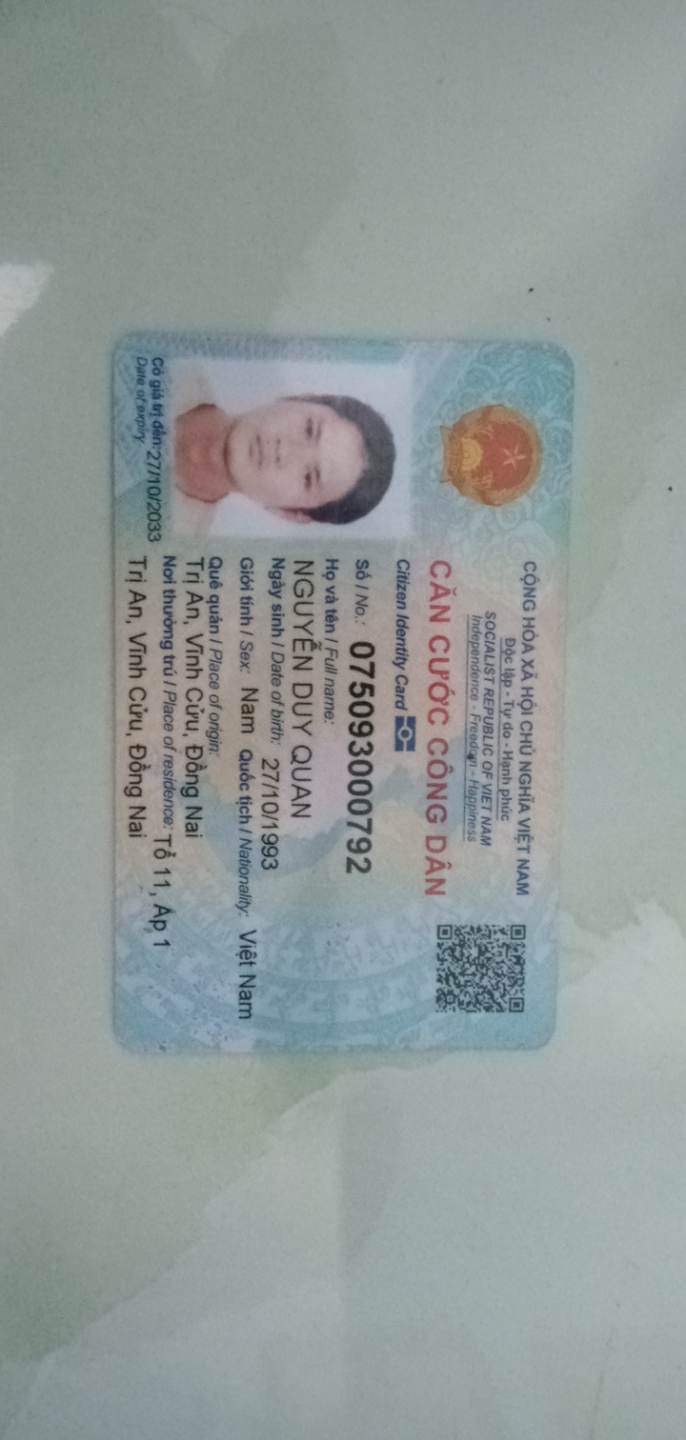 CỘNG HÒA XÃ HỘI CHỦ NGHĨA VIỆT NAM
Độc lập - Tự do - Hạnh phúc
SOCIALIST REPUBLIC OF VIET NAM
Independence - Freedom - Happiness
CĂN CƯỚC CÔNG DÂN
Citizen Identity Card
Số / No.: 075093000792
Họ và tên / Full name:
NGUYỄN DUY QUAN
Ngày sinh / Date of birth: 27/10/1993
Giới tính / Sex: Nam Quốc tịch / Nationality: Việt Nam
Quê quán / Place of origin:
Trị An, Vĩnh Cửu, Đồng Nai
Nơi thường trú / Place of residence: Tổ 11, Ấp 1
Trị An, Vĩnh Cửu, Đồng Nai
Có giá trị đến: 27/10/2033
Date of expiry